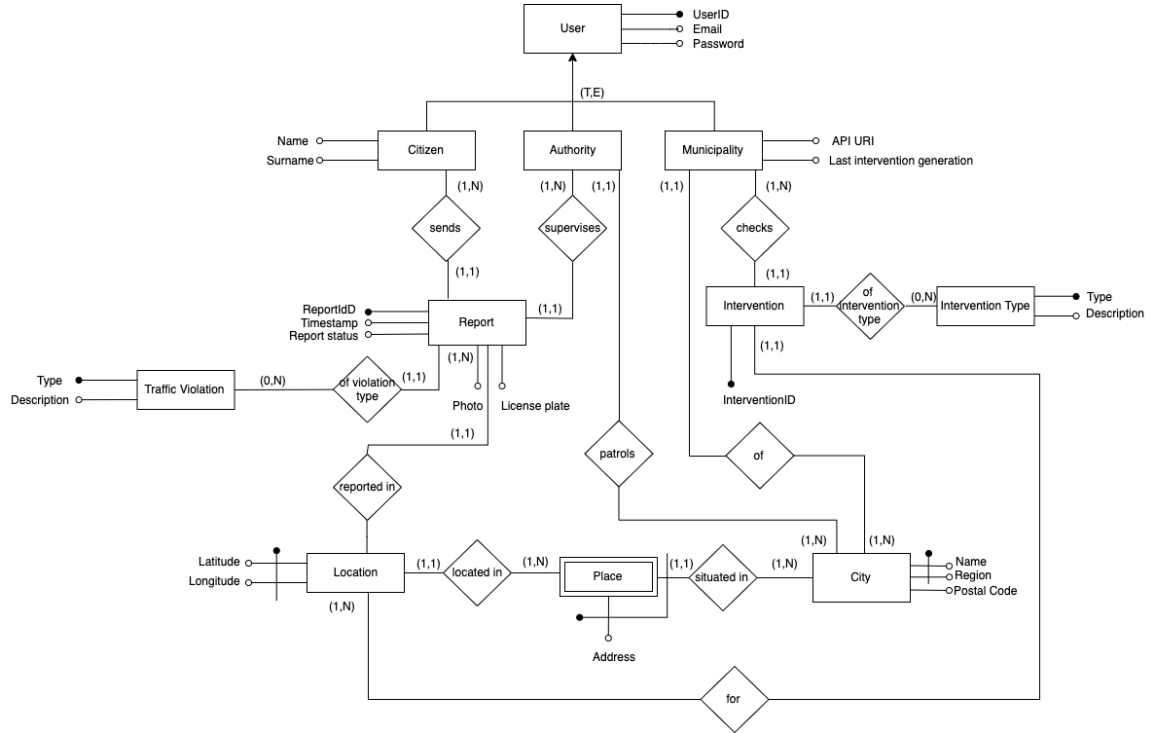 User
UserID
Email
Password
(T,E)
Name
Surname
Citizen
Authority
Municipality
API URI
Last intervention generation
(1,N)
(1,N)
(1,1)
(1,1)
(1,N)
sends
supervises
checks
(1,1)
(1,1)
ReportIdD
Timestamp
Report status
Report
(1,1)
Intervention
(1,1)
of
intervention
type
(0,N)
Intervention Type
Type
Description
(1,N)
(1,1)
Type
Description
Traffic Violation
(0,N)
of violation
type
(1,1)
Photo
License plate
InterventionID
(1,1)
patrols
of
reported in
(1,N)
(1,N)
Latitude
Longitude
Location
(1,1)
located in
(1,N)
Place
(1,1)
situated in
(1,N)
City
Name
Region
Postal Code
(1,N)
Address
for